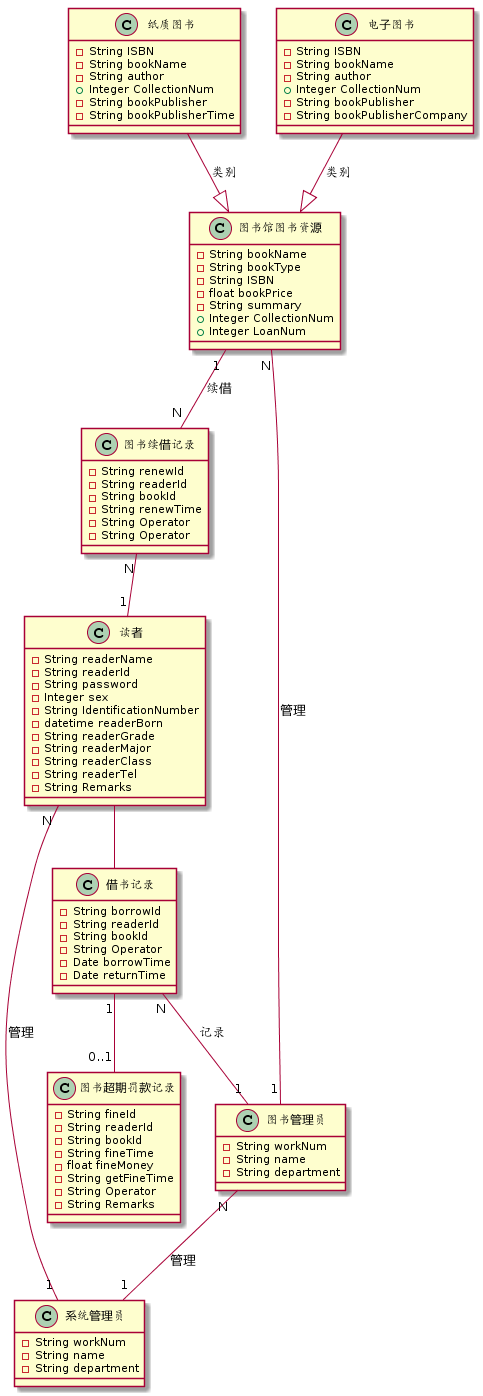 C 纸质图书
String ISBN
String bookName
String author
Integer CollectionNum
String bookPublisher
String bookPublisherTime
C 电子图书
String ISBN
String bookName
String author
Integer CollectionNum
String bookPublisher
String bookPublisherCompany
类别
类别
C 图书馆图书资源
String bookName
String bookType
String ISBN
float bookPrice
String summary
Integer CollectionNum
Integer LoanNum
1
N
续借
N
C 图书续借记录
String renewId
String readerId
String bookId
String renewTime
String Operator
String Operator
N
1
C 读者
String readerName
String readerId
String password
Integer sex
String IdentificationNumber
datetime readerBorn
String readerGrade
String readerMajor
String readerClass
String readerTel
String Remarks
管理
N
C 借书记录
String borrowId
String readerId
String bookId
String Operator
Date borrowTime
Date returnTime
1
N
管理
记录
0..1
1
1
C 图书超期罚款记录
String fineId
String readerId
String bookId
String fineTime
float fineMoney
String getFineTime
String Operator
String Remarks
C 图书管理员
String workNum
String name
String department
N
管理
1
1
C 系统管理员
String workNum
String name
String department